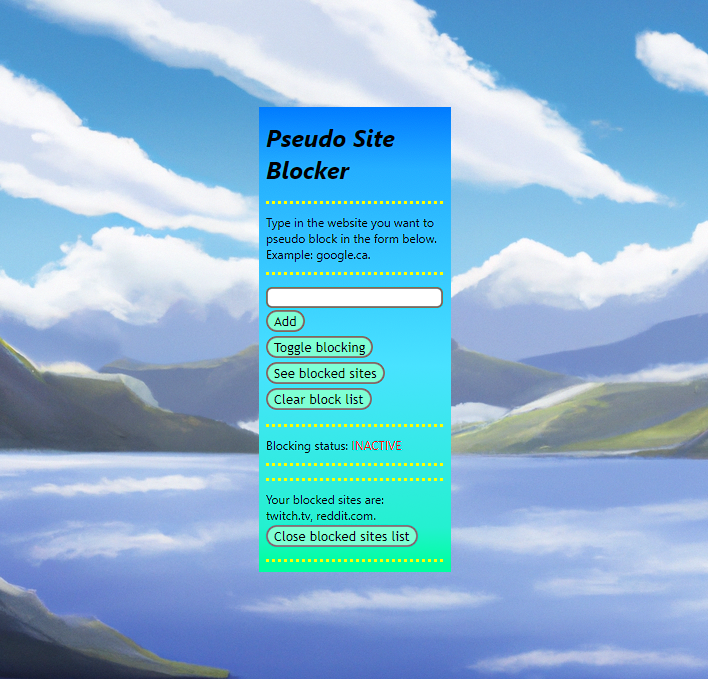 Pseudo Site
Blocker
Type in the website you want to
pseudo block in the form below.
Example: google.ca.
Add
Toggle blocking
See blocked sites
Clear block list
Blocking status: INACTIVE
Your blocked sites are:
twitch.tv, reddit.com.
Close blocked sites list